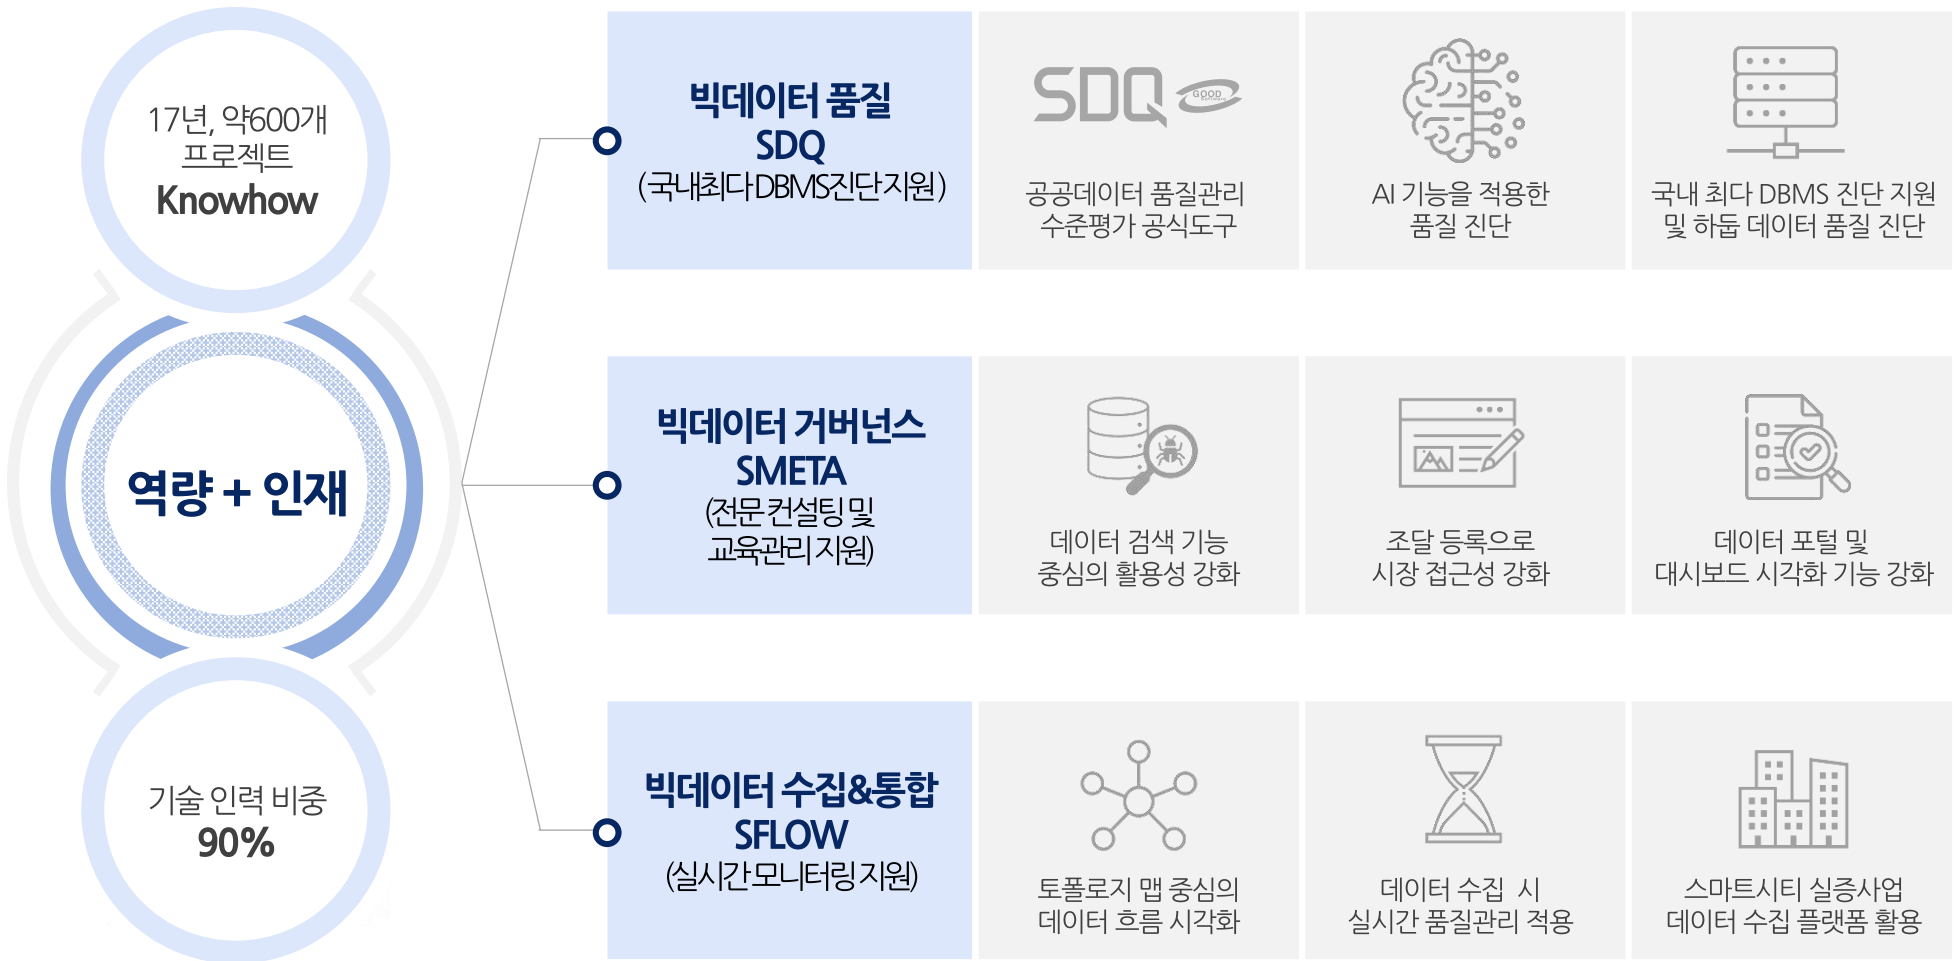 17년, 약600개
프로젝트
Knowhow
역량 + 인재
기술 인력 비중
90%
빅데이터 품질
SDQ
(국내최다 DBMS진단 지원)
SDQ GOOD
Software
공공데이터 품질관리
수준평가 공식도구
AI 기능을 적용한
품질 진단
국내 최다 DBMS 진단 지원
및 하둡 데이터 품질 진단
빅데이터 거버넌스
SMETA
(전문 컨설팅 및
교육관리 지원)
데이터 검색 기능
중심의 활용성 강화
조달 등록으로
시장 접근성 강화
데이터 포털 및
대시보드 시각화 기능 강화
빅데이터 수집&통합
SFLOW
(실시간 모니터링 지원)
토폴로지 맵 중심의
데이터 흐름 시각화
데이터 수집 시
실시간 품질관리 적용
스마트시티 실증사업
데이터 수집 플랫폼 활용